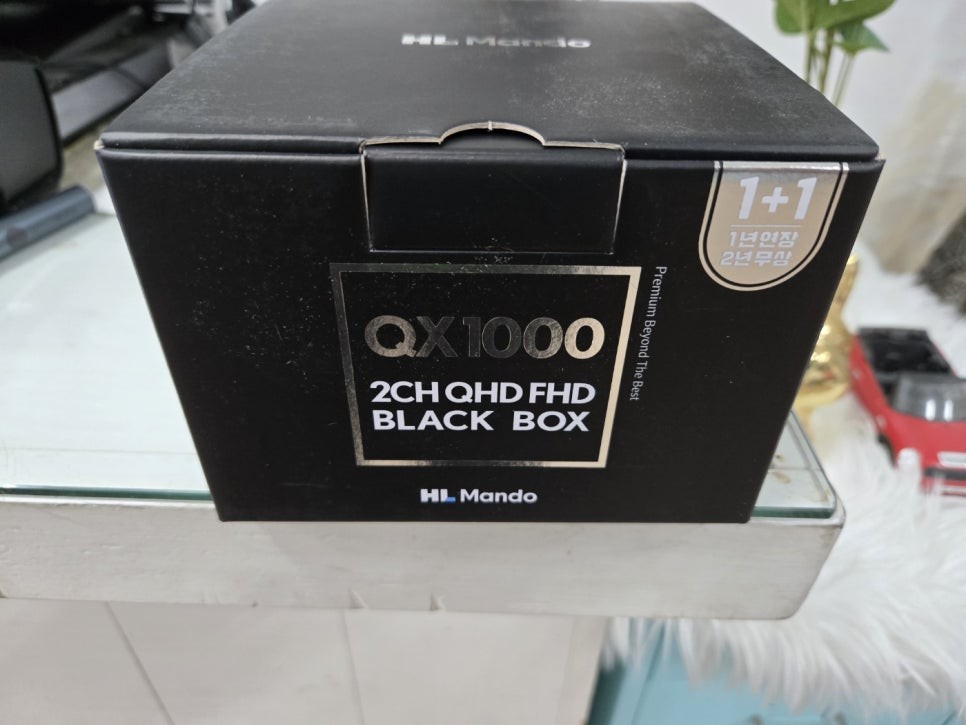 HL Mando
1+1
1년연장
2년무상
QX1000
2CH QHD FHD
BLACK BOX
Premium Beyond The Best
HL Mando